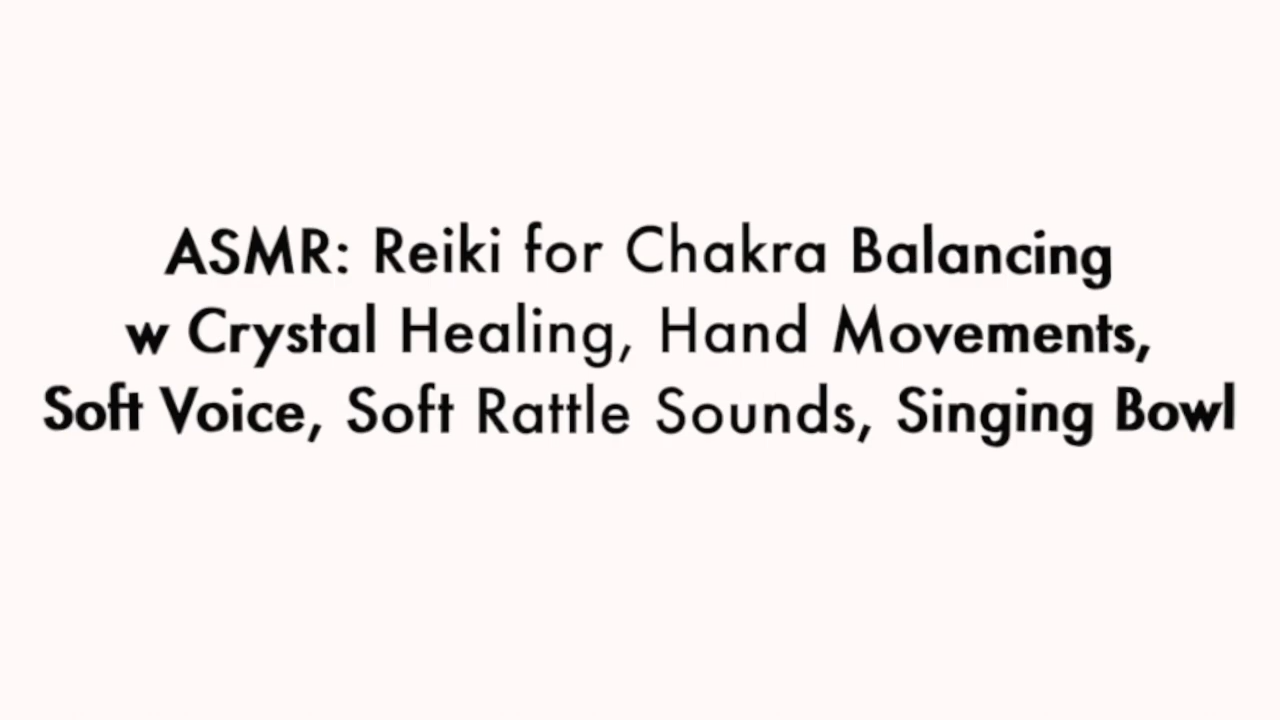 ASMR: Reiki for Chakra Balancing
w Crystal Healing, Hand Movements,
Soft Voice, Soft Rattle Sounds, Singing Bowl